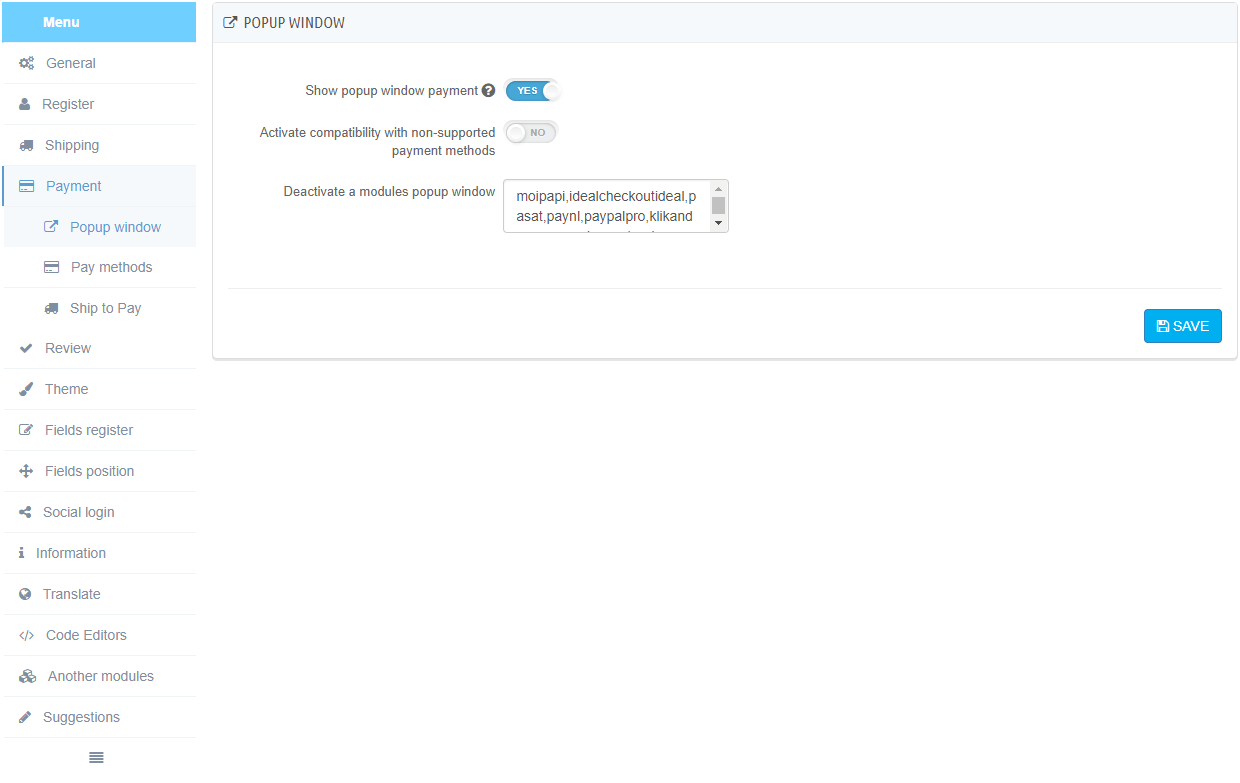 Menu
General
Register
Shipping
Payment
Popup window
Pay methods
Ship to Pay
Review
Theme
Fields register
Fields position
Social login
Information
Translate
Code Editors
Another modules
Suggestions
POPUP WINDOW
Show popup window payment
YES
Activate compatibility with non-supported
payment methods
NO
Deactivate a modules popup window
moipapi,idealcheckoutideal,p
asat,paynl,paypalpro,klikand
SAVE